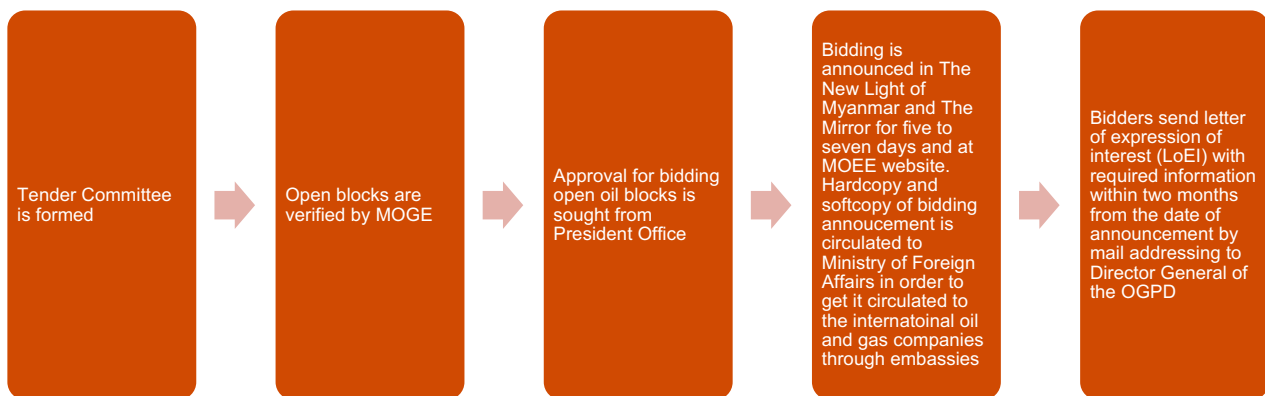 Tender Committee
is formed
Open blocks are
verified by MOGE
Approval for bidding
open oil blocks is
sought from
President Office
Bidding is
announced in The
New Light of
Myanmar and The
Mirror for five to
seven days and at
MOEE website.
Hardcopy and
softcopy of bidding
annoucement is
circulated to
Ministry of Foreign
Affairs in order to
get it circulated to
the internatoinal oil
and gas companies
through embassies
Bidders send letter
of expression of
interest (LoEI) with
required information
within two months
from the date of
announcement by
mail addressing to
Director General of
the OGPD